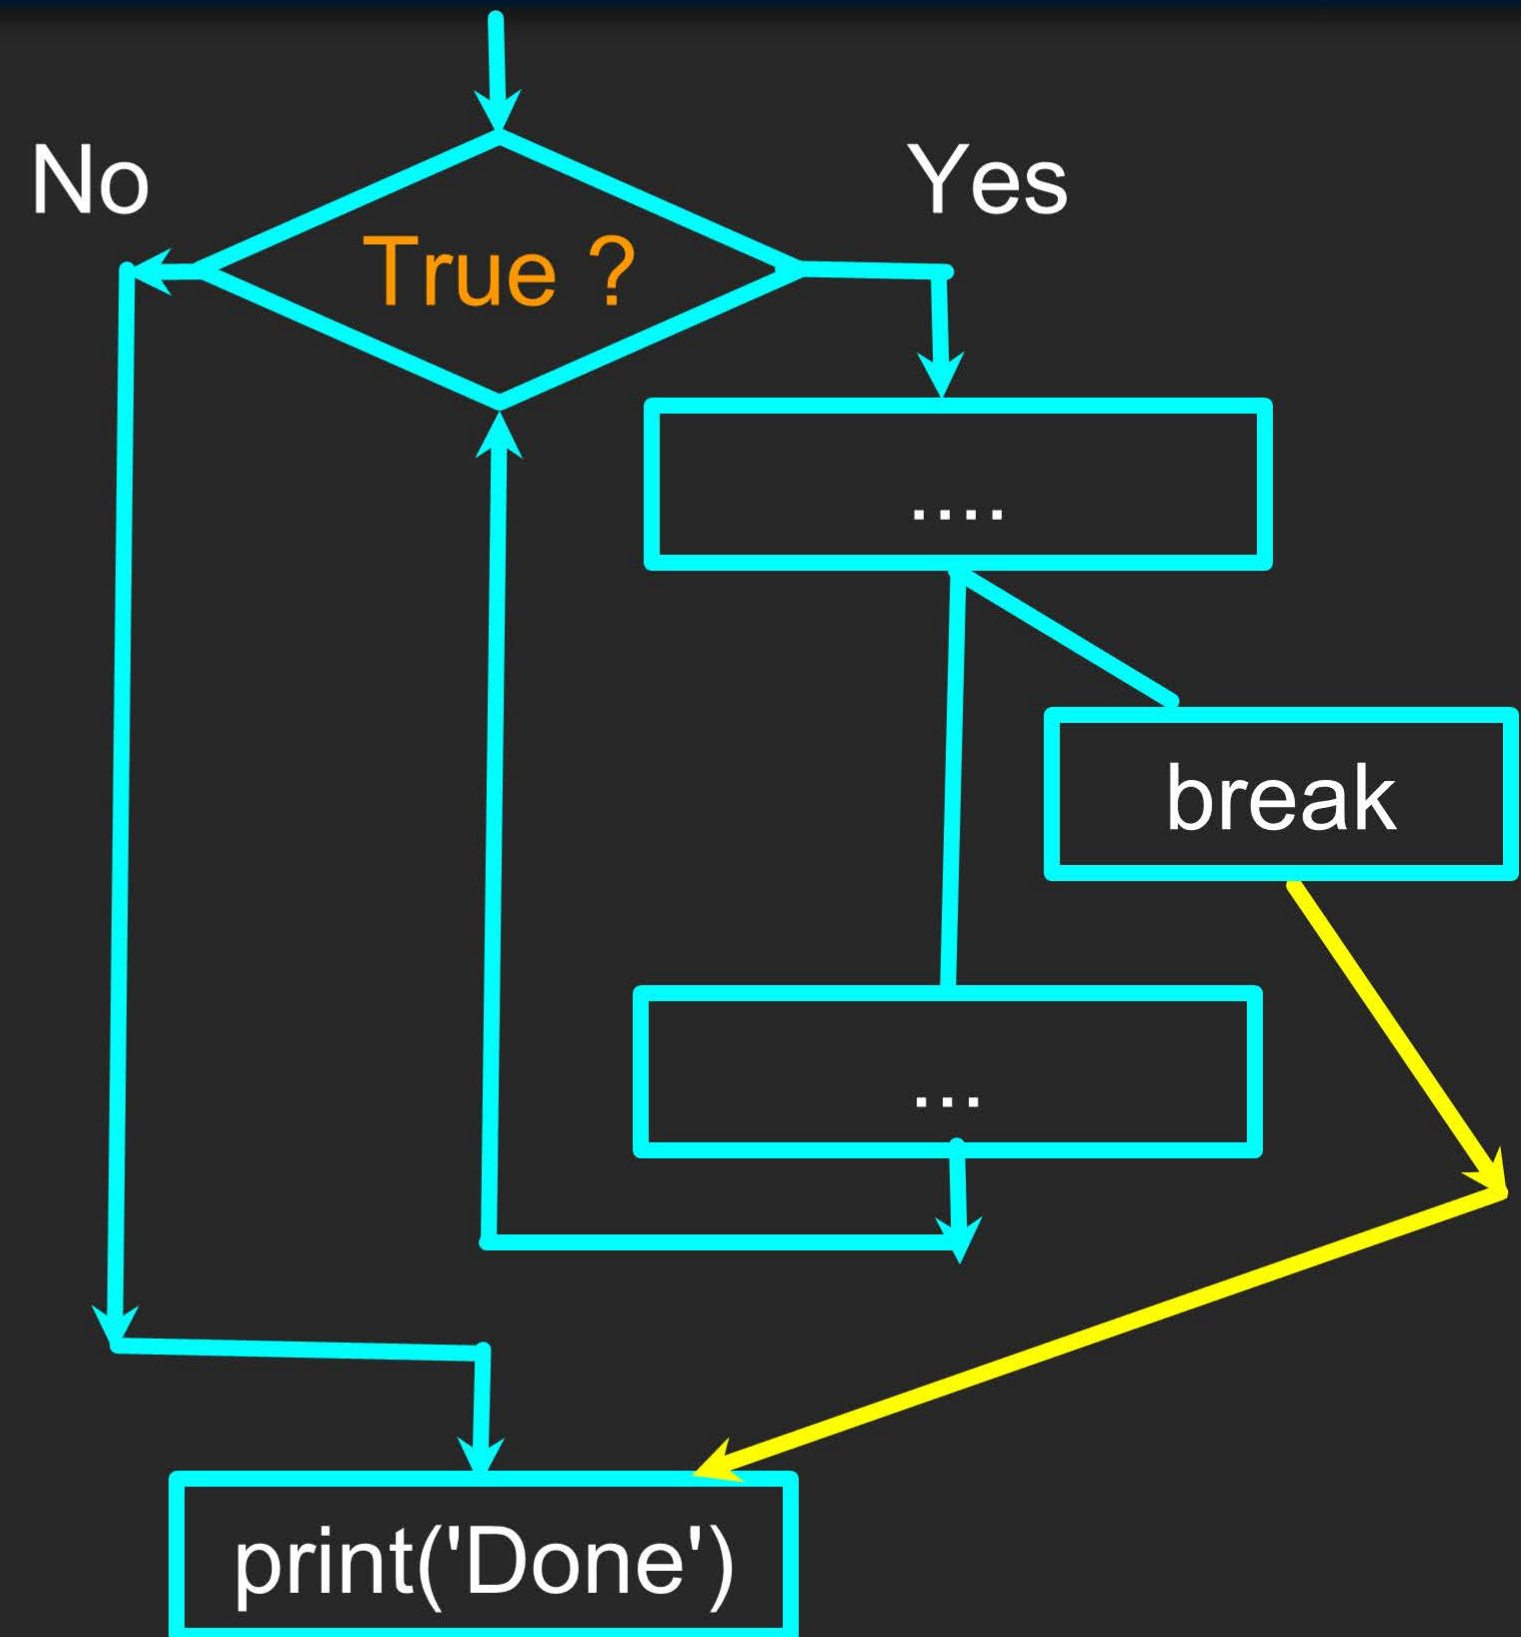 No
Yes
True ?
....
break
...
print('Done')